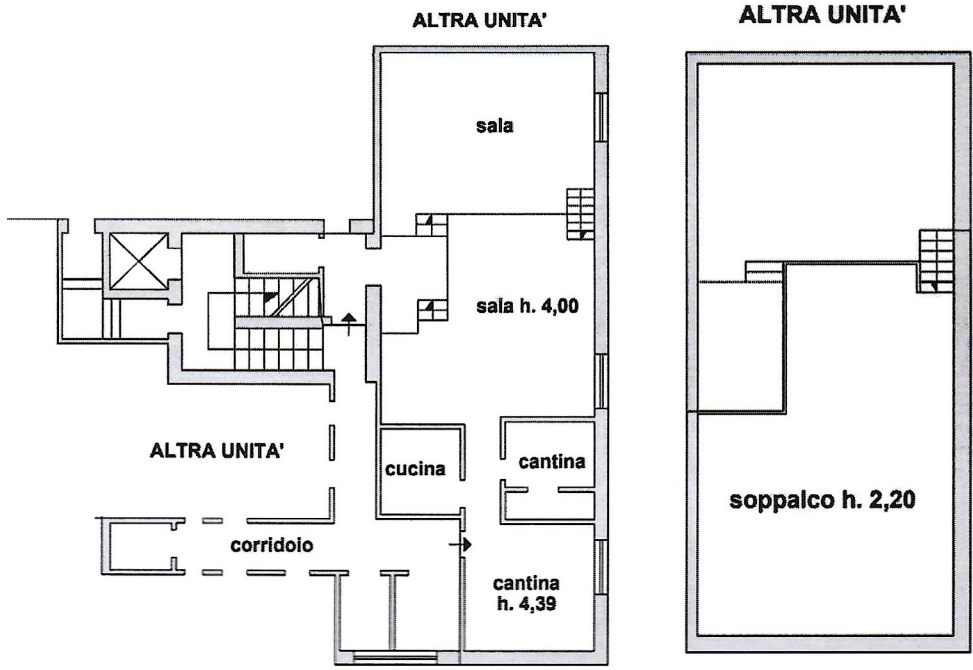 ALTRA UNITA'
ALTRA UNITA'
sala
sala h. 4,00
ALTRA UNITA'
cucina
cantina
soppalco h. 2,20
corridoio
cantina
h. 4,39